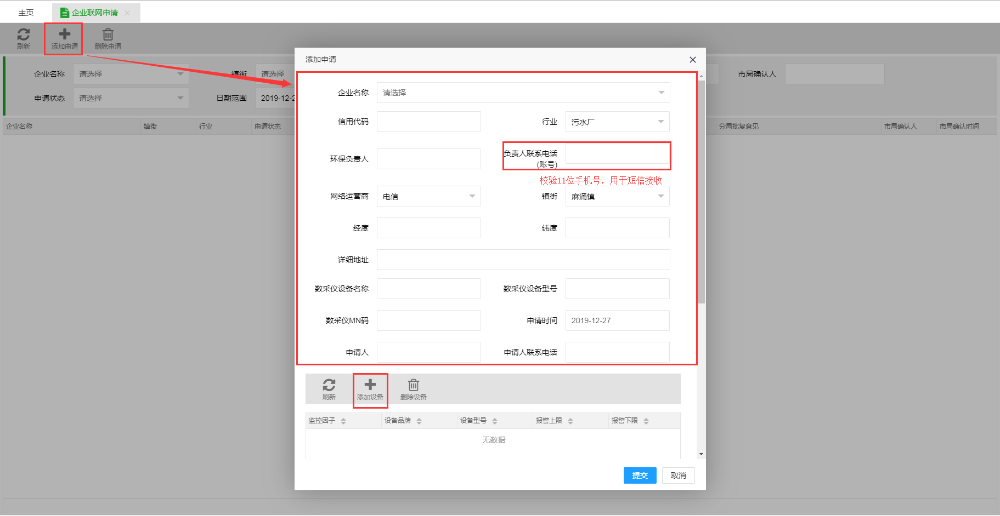 主页
企业联网申请
刷新
添加申请
删除申请
企业名称 请选择 镇街 请选择 市局确认人
申请状态 请选择 日期范围 2019-12-2
企业名称 镇街 行业 申请状态 分局批复意见 市局确认人 市局确认时间
添加申请
企业名称 请选择
信用代码 行业 污水厂
环保负责人 负责人联系电话
(账号)
校验11位手机号，用于短信接收
网络运营商 电信 镇街 麻涌镇
经度 纬度
详细地址
数采仪设备名称 数采仪设备型号
数采仪MN码 申请时间 2019-12-27
申请人 申请人联系电话
刷新 添加设备 删除设备
监控因子 设备品牌 设备型号 报警上限 报警下限
无数据
提交 取消